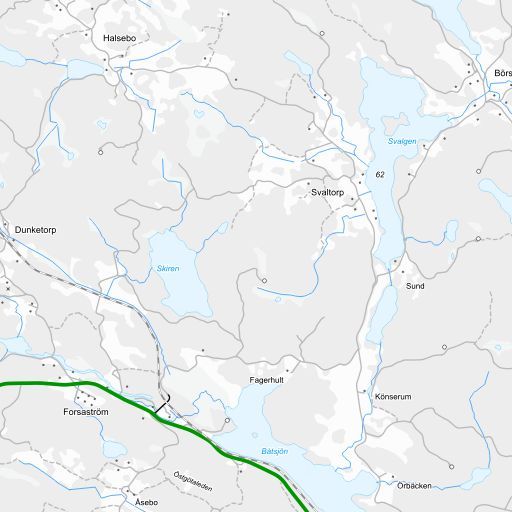 Halsebo
Börs
Svalgen
62
Svaltorp
Dunketorp
Skiren
Sund
Fagerhult
Könserum
Forsaström
Båtsjön
Östgötaleden
Orbäcken
Åsebo